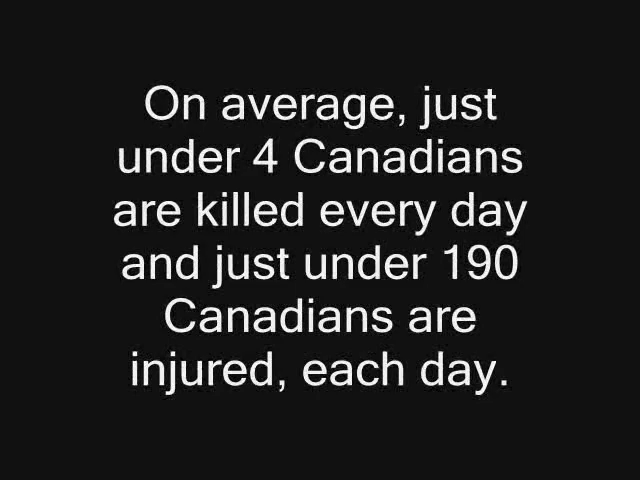 On average, just
under 4 Canadians
are killed every day
and just under 190
Canadians are
injured, each day.